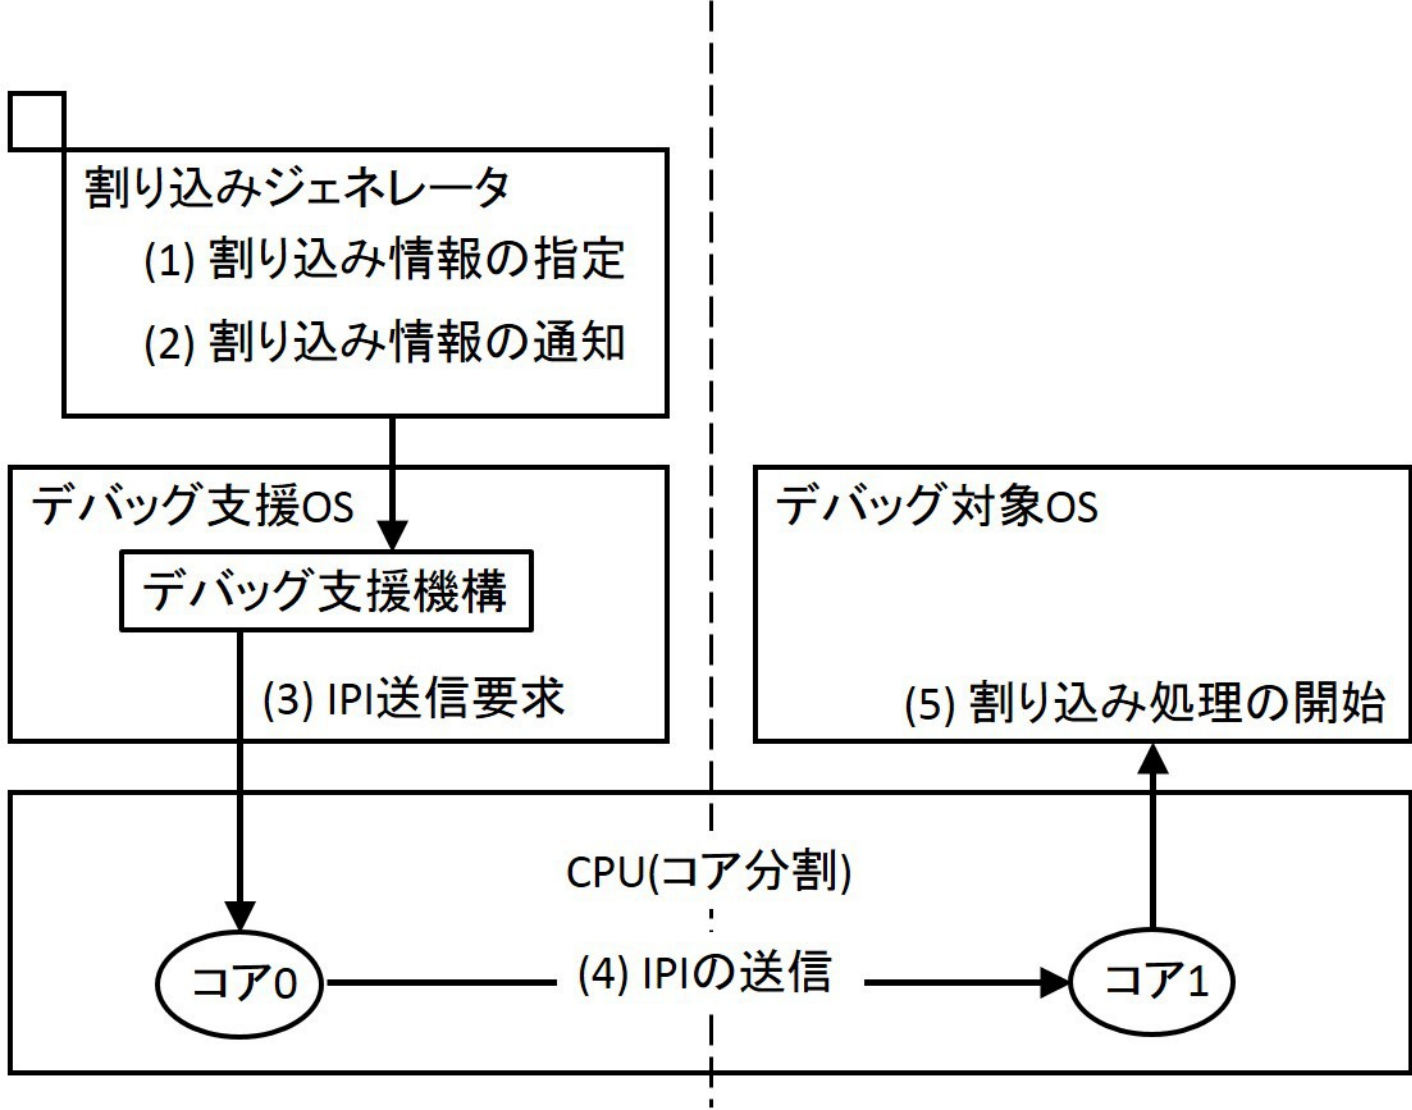 割り込みジェネレータ
(1) 割り込み情報の指定
(2) 割り込み情報の通知
デバッグ支援OS
デバッグ支援機構
(3) IPI送信要求
デバッグ対象OS
(5) 割り込み処理の開始
CPU(コア分割)
コア0
(4) IPIの送信
コア1